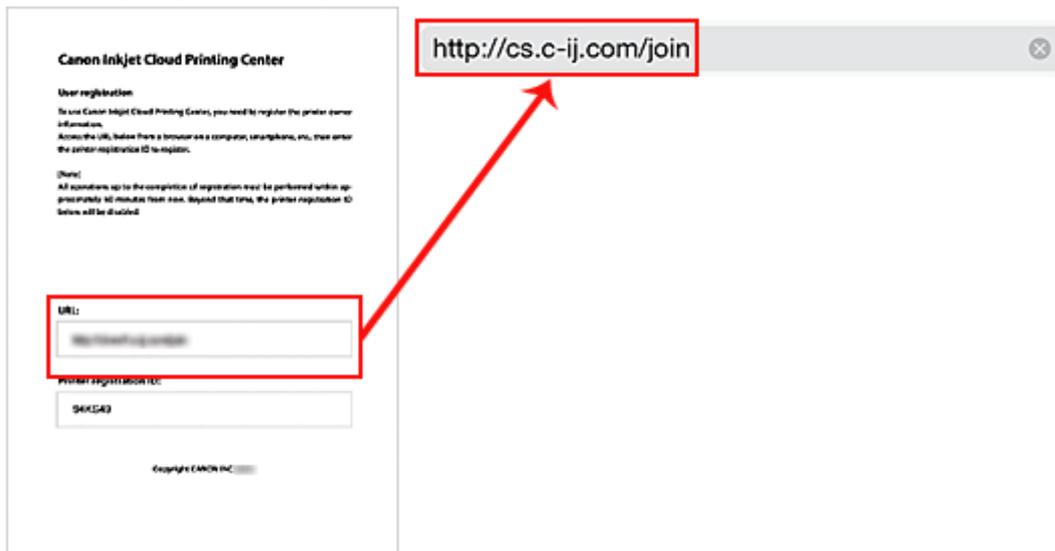 Canon Inkjet Cloud Printing Center
User registration
To use Canon Inkjet Cloud Printing Center, you need to register the printer owner
information.
Access the URL below from a browser on a computer, smartphone, etc., then enter
the printer registration ID to register.
[Note]
All operations up to the completion of registration must be performed within ap-
proximately 60 minutes from now. Beyond that time, the printer registration ID
below will be disabled.
URL:
Printer registration ID:
Copyright CANON INC
http://cs.c-ij.com/join